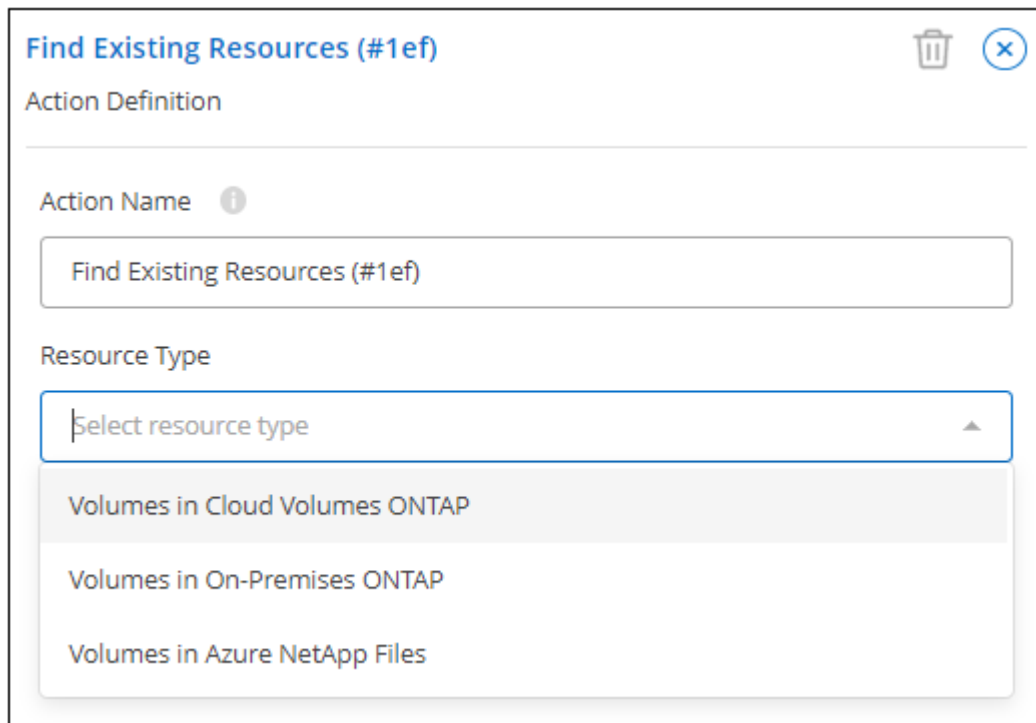 Find Existing Resources (#1ef)
Action Definition
Action Name
Find Existing Resources (#1ef)
Resource Type
Select resource type
Volumes in Cloud Volumes ONTAP
Volumes in On-Premises ONTAP
Volumes in Azure NetApp Files